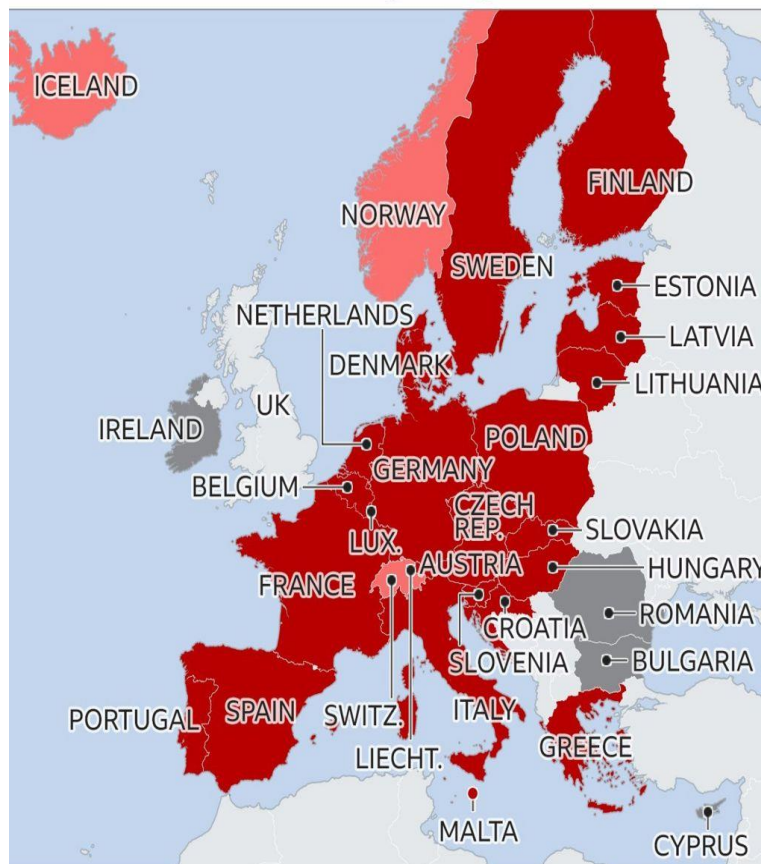 ICELAND
FINLAND
NORWAY
SWEDEN
ESTONIA
NETHERLANDS
LATVIA
DENMARK
LITHUANIA
UK
IRELAND
POLAND
GERMANY
BELGIUM
CZECH
REP.
SLOVAKIA
LUX.
AUSTRIA
HUNGARY
FRANCE
ROMANIA
CROATIA
SLOVENIA
BULGARIA
PORTUGAL
SPAIN
SWITZ.
ITALY
GREECE
LIECHT.
MALTA
CYPRUS